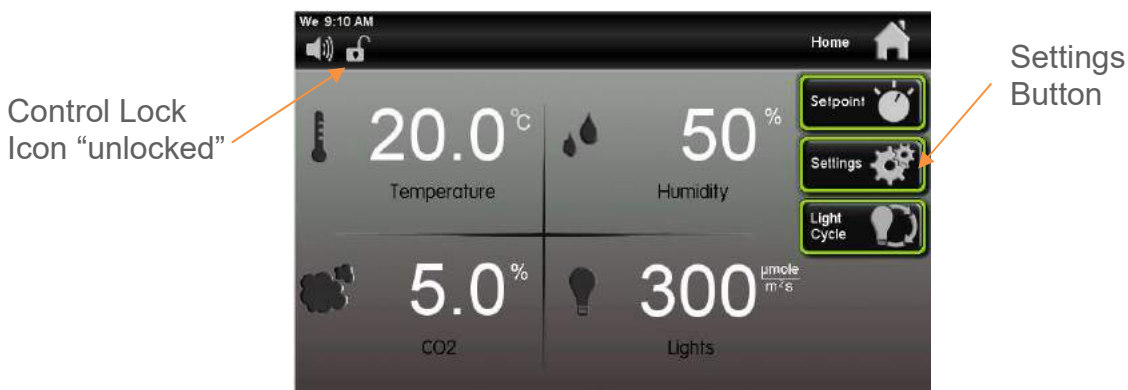 We 9:10 AM
Home
Settings
Button
Control Lock
Icon “unlocked”
Setpoint
20.0°C
50%
Settings
Temperature
Humidity
Light
Cycle
5.0%
300 µmole
m²s
CO2
Lights